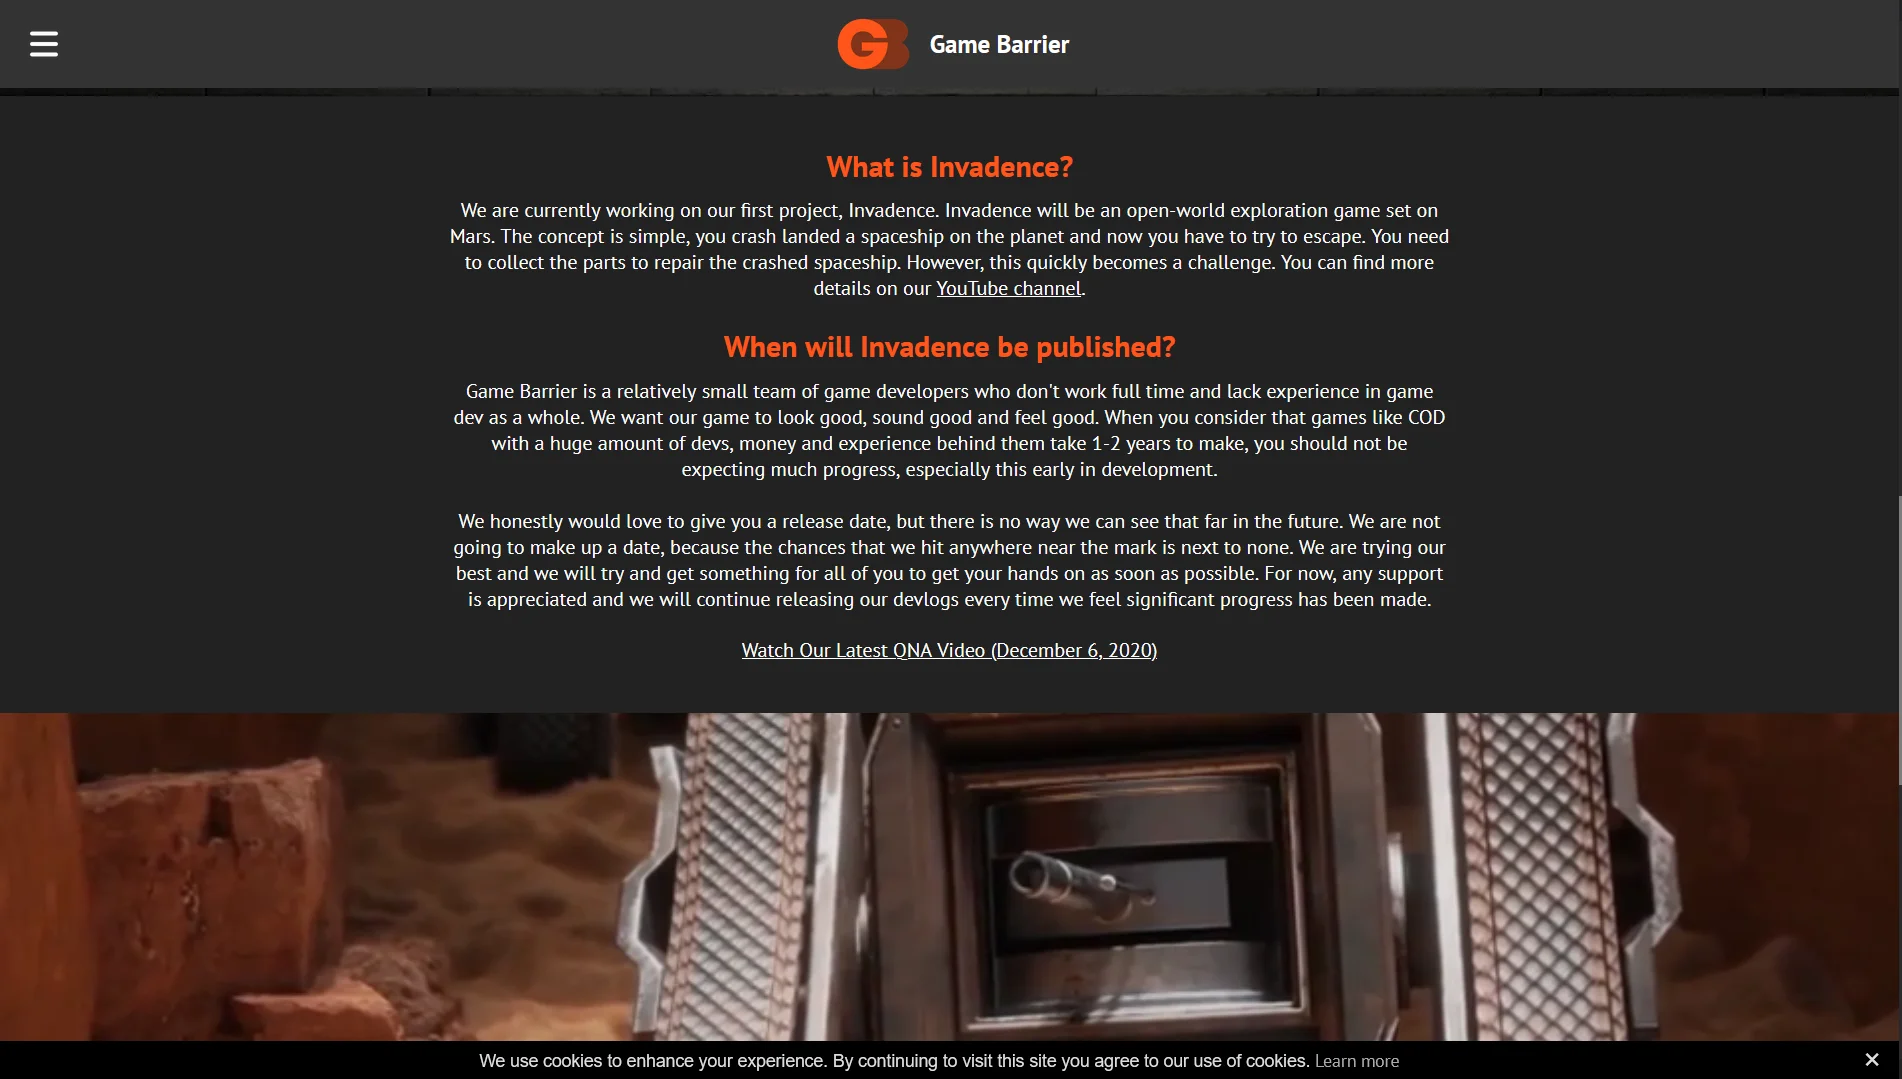 GB Game Barrier
What is Invadence?
We are currently working on our first project, Invadence. Invadence will be an open-world exploration game set on
Mars. The concept is simple, you crash landed a spaceship on the planet and now you have to try to escape. You need
to collect the parts to repair the crashed spaceship. However, this quickly becomes a challenge. You can find more
details on our YouTube channel.
When will Invadence be published?
Game Barrier is a relatively small team of game developers who don't work full time and lack experience in game
dev as a whole. We want our game to look good, sound good and feel good. When you consider that games like COD
with a huge amount of devs, money and experience behind them take 1-2 years to make, you should not be
expecting much progress, especially this early in development.
We honestly would love to give you a release date, but there is no way we can see that far in the future. We are not
going to make up a date, because the chances that we hit anywhere near the mark is next to none. We are trying our
best and we will try and get something for all of you to get your hands on as soon as possible. For now, any support
is appreciated and we will continue releasing our devlogs every time we feel significant progress has been made.
Watch Our Latest QNA Video (December 6, 2020)
We use cookies to enhance your experience. By continuing to visit this site you agree to our use of cookies. Learn more